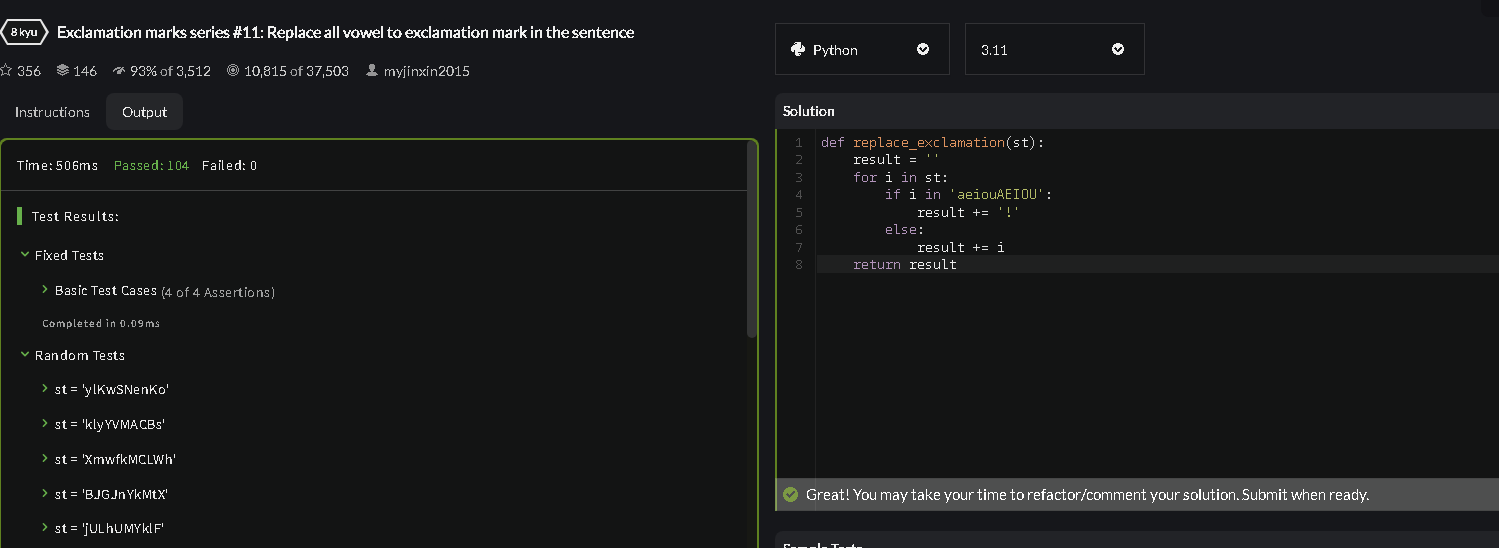 8 kyu Exclamation marks series #11: Replace all vowel to exclamation mark in the sentence
356 146 93% of 3,512 10,815 of 37,503 myjinxin2015
Instructions Output
Time: 506ms Passed: 104 Failed: 0
Test Results:
Fixed Tests
Basic Test Cases (4 of 4 Assertions)
Completed in 0.09ms
Random Tests
st = 'ylKwSNenKo'
st = 'klyYVMACBs'
st = 'XmwfkMCLWh'
st = 'BJGJnYkMtX'
st = 'jULhUMYklF'
Python 3.11
Solution
1 def replace_exclamation(st):
2     result = ''
3     for i in st:
4         if i in 'aeiouAEIOU':
5             result += '!'
6         else:
7             result += i
8     return result
Great! You may take your time to refactor/comment your solution. Submit when ready.
Sample Tests